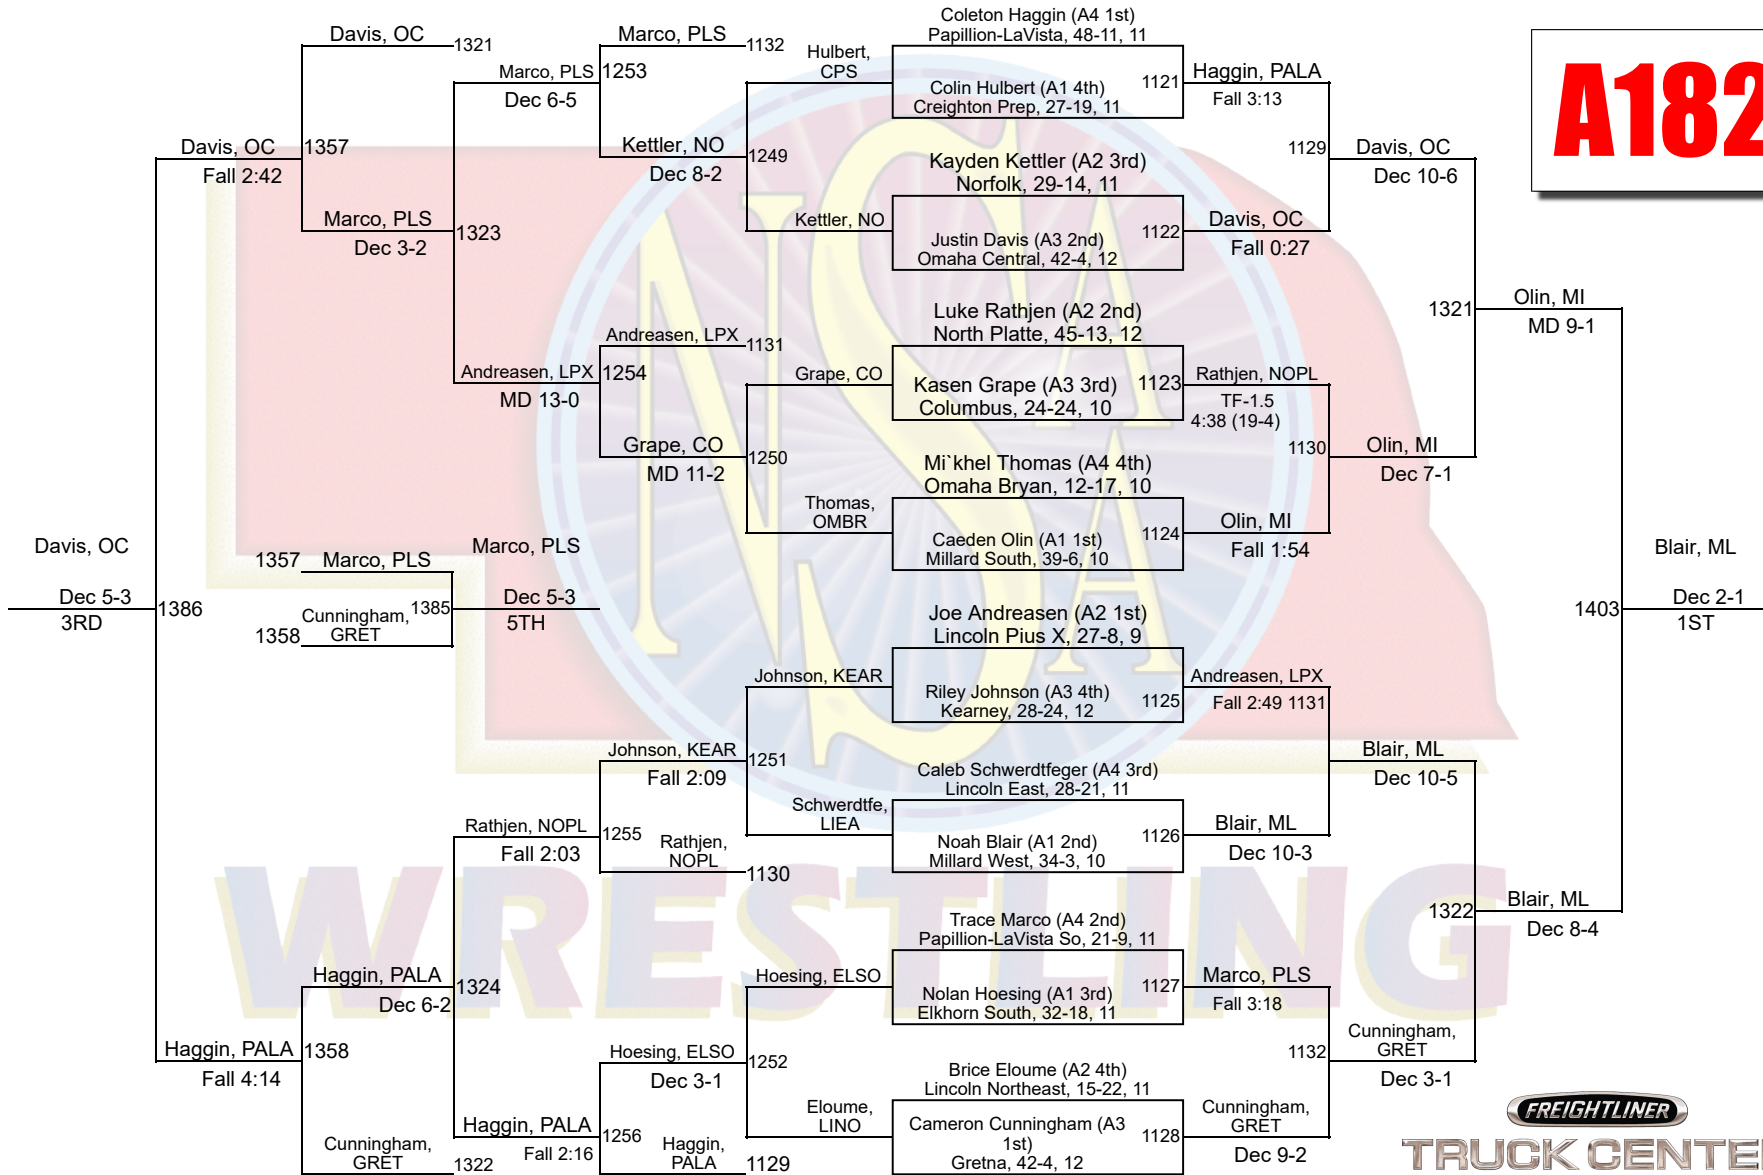 A182
Davis, OC
1321
Marco, PLS
1253
Dec 6-5
Marco, PLS
1132
Davis, OC
1357
Fall 2:42
Kettler, NO
1249
Dec 8-2
Marco, PLS
1323
Dec 3-2
Andreasen, LPX
1131
Andreasen, LPX
1254
MD 13-0
Grape, CO
1250
MD 11-2
Davis, OC
Dec 5-3
3RD
1386
1357
Marco, PLS
Cunningham,
GRET
1385
1358
Marco, PLS
Dec 5-3
5TH
Johnson, KEAR
1251
Fall 2:09
Rathjen, NOPL
1255
Fall 2:03
Rathjen,
NOPL
1130
Haggin, PALA
1324
Dec 6-2
Haggin, PALA
1358
Fall 4:14
Hoesing, ELSO
1252
Dec 3-1
Haggin, PALA
1256
Fall 2:16
Haggin,
PALA
1129
Cunningham,
GRET
1322
Hulbert,
CPS
Kettler, NO
Grape, CO
Thomas,
OMBR
Johnson, KEAR
Schwerdtfe,
LIEA
Hoesing, ELSO
Eloume,
LINO
Coleton Haggin (A4 1st)
Papillion-LaVista, 48-11, 11
Colin Hulbert (A1 4th)
Creighton Prep, 27-19, 11
1121
Kayden Kettler (A2 3rd)
Norfolk, 29-14, 11
Justin Davis (A3 2nd)
Omaha Central, 42-4, 12
1122
Luke Rathjen (A2 2nd)
North Platte, 45-13, 12
Kasen Grape (A3 3rd)
Columbus, 24-24, 10
1123
Mi`khel Thomas (A4 4th)
Omaha Bryan, 12-17, 10
Caeden Olin (A1 1st)
Millard South, 39-6, 10
1124
Joe Andreasen (A2 1st)
Lincoln Pius X, 27-8, 9
Riley Johnson (A3 4th)
Kearney, 28-24, 12
1125
Caleb Schwerdtfeger (A4 3rd)
Lincoln East, 28-21, 11
Noah Blair (A1 2nd)
Millard West, 34-3, 10
1126
Trace Marco (A4 2nd)
Papillion-LaVista So, 21-9, 11
Nolan Hoesing (A1 3rd)
Elkhorn South, 32-18, 11
1127
Brice Eloume (A2 4th)
Lincoln Northeast, 15-22, 11
Cameron Cunningham (A3
1st)
Gretna, 42-4, 12
1128
Haggin, PALA
Fall 3:13
1129
Davis, OC
Fall 0:27
Rathjen, NOPL
TF-1.5
4:38 (19-4)
1130
Olin, MI
Fall 1:54
Andreasen, LPX
Fall 2:49
1131
Blair, ML
Dec 10-3
Marco, PLS
Fall 3:18
1132
Cunningham,
GRET
Dec 9-2
Davis, OC
Dec 10-6
1321
Olin, MI
Dec 7-1
Blair, ML
Dec 10-5
1322
Cunningham,
GRET
Dec 3-1
Olin, MI
MD 9-1
1403
Blair, ML
Dec 8-4
Blair, ML
Dec 2-1
1ST
NSAA
WRESTLING
FREIGHTLINER
TRUCK CENTE